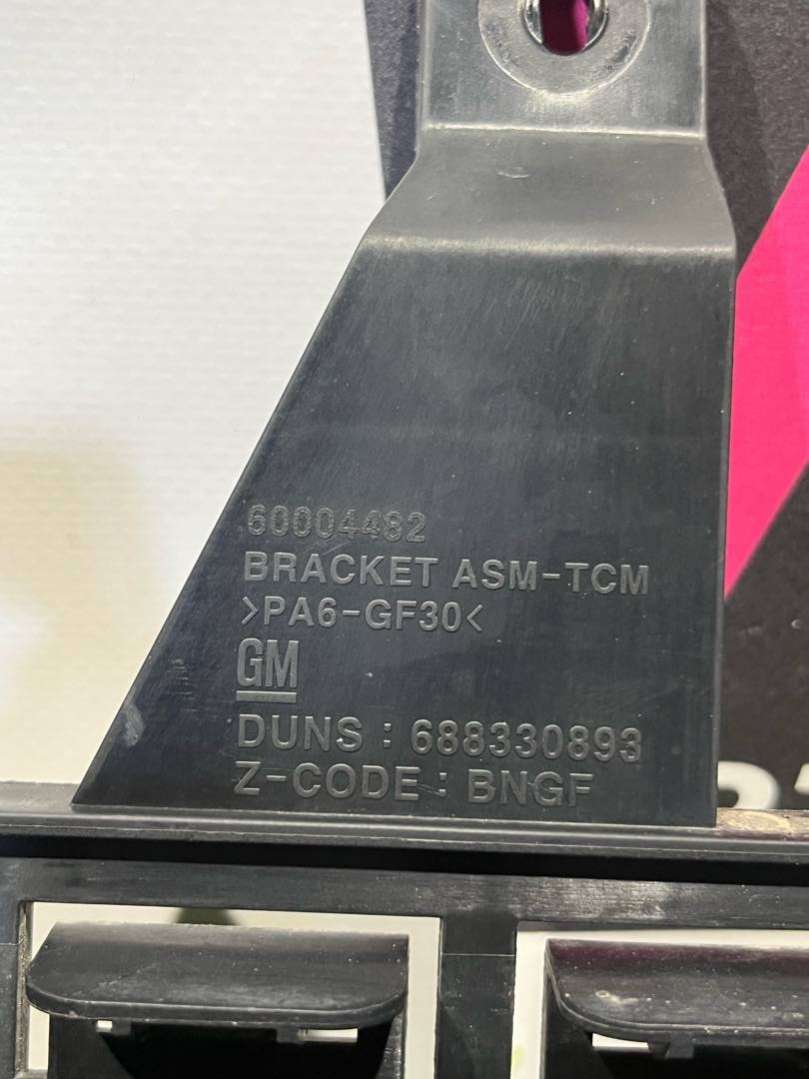 60004482
BRACKET ASM-TCM
>PA6-GF30<
GM
DUNS : 688330893
Z-CODE : BNGF